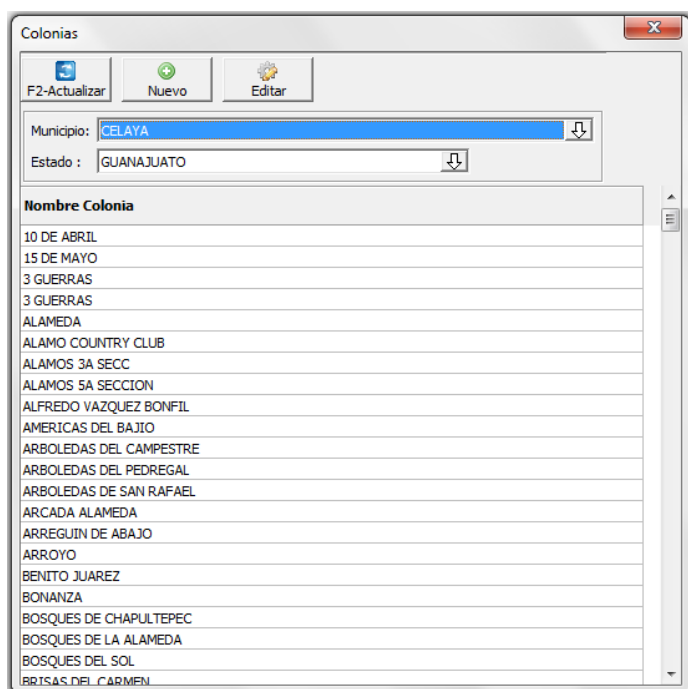 Colonias
F2-Actualizar Nuevo Editar
Municipio: CELAYA
Estado : GUANAJUATO
Nombre Colonia
10 DE ABRIL
15 DE MAYO
3 GUERRAS
3 GUERRAS
ALAMEDA
ALAMO COUNTRY CLUB
ALAMOS 3A SECC
ALAMOS 5A SECCION
ALFREDO VAZQUEZ BONFIL
AMERICAS DEL BAJIO
ARBOLEDAS DEL CAMPESTRE
ARBOLEDAS DEL PEDREGAL
ARBOLEDAS DE SAN RAFAEL
ARCADA ALAMEDA
ARREGUIN DE ABAJO
ARROYO
BENITO JUAREZ
BONANZA
BOSQUES DE CHAPULTEPEC
BOSQUES DE LA ALAMEDA
BOSQUES DEL SOL
BRISAS DEL CARMEN